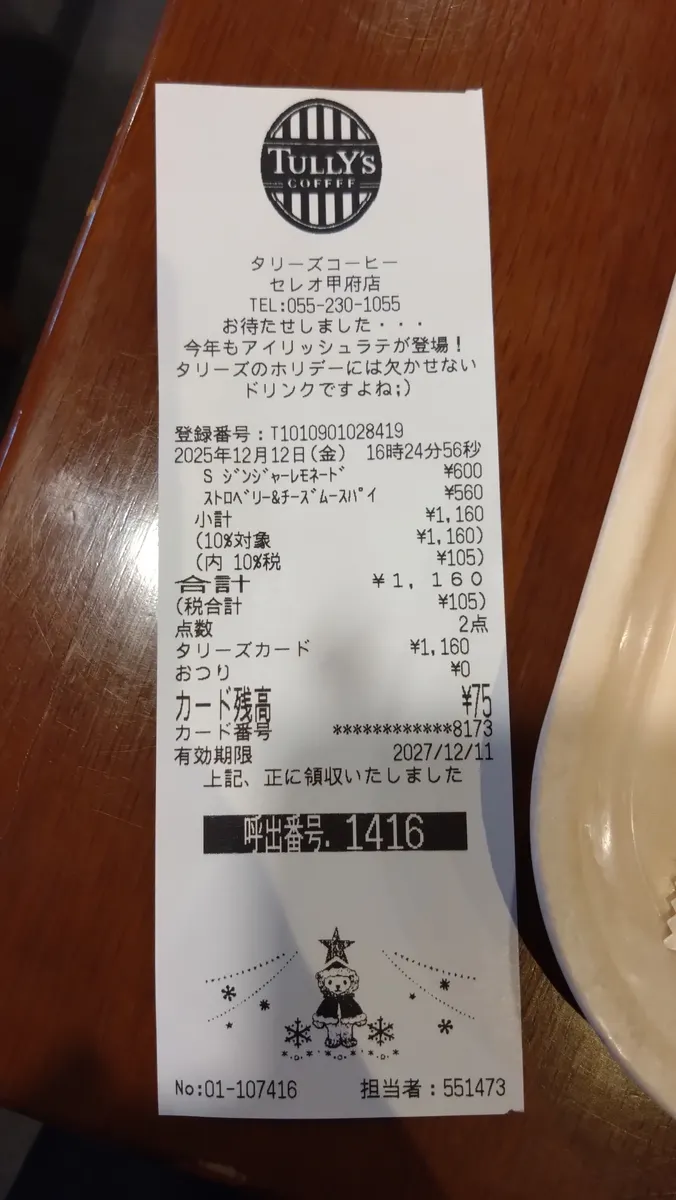 TULLY'S
COFFEE
タリーズコーヒー
セレオ甲府店
TEL:055-230-1055
お待たせしました・・・
今年もアイリッシュラテが登場！
タリーズのホリデーには欠かせない
ドリンクですよね;)
登録番号：T1010901028419
2025年12月12日(金) 16時24分56秒
S ｼﾞﾝｼﾞｬｰﾚﾓﾈｰﾄﾞ ¥600
ｽﾄﾛﾍﾞﾘｰ&ﾁｰｽﾞﾑｰｽﾊﾟｲ ¥560
小計 ¥1,160
(10%対象 ¥1,160)
(内 10%税 ¥105)
合計 ¥1,160
(税合計 ¥105)
点数 2点
タリーズカード ¥1,160
おつり ¥0
カード残高 ¥75
カード番号 ************8173
有効期限 2027/12/11
上記、正に領収いたしました
呼出番号. 1416
No:01-107416 担当者：551473